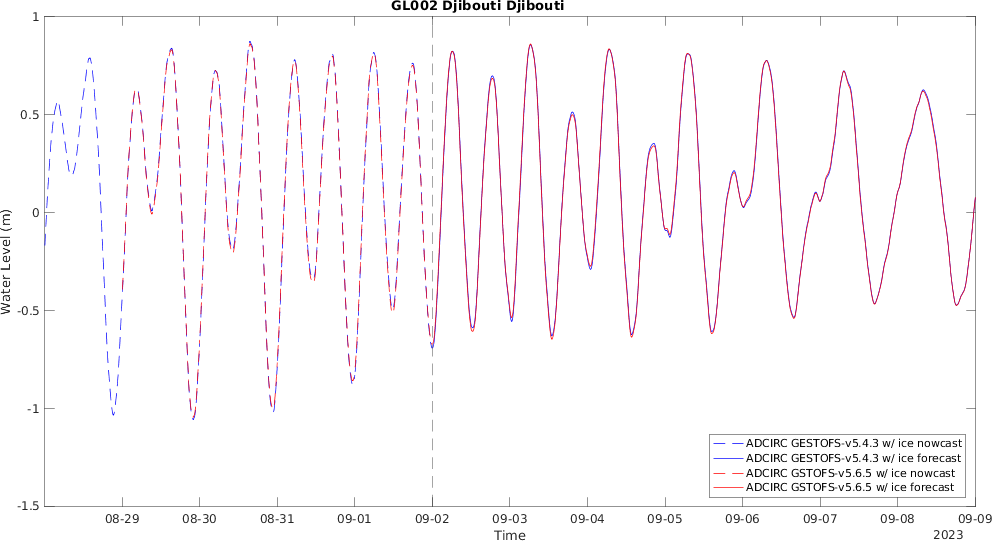 GL002 Djibouti Djibouti
Water Level (m)
1
0.5
0
-0.5
-1
-1.5
08-29 08-30 08-31 09-01 09-02 09-03 09-04 09-05 09-06 09-07 09-08 09-09
Time
2023
ADCIRC GESTOFS-v5.4.3 w/ ice nowcast
ADCIRC GESTOFS-v5.4.3 w/ ice forecast
ADCIRC GSTOFS-v5.6.5 w/ ice nowcast
ADCIRC GSTOFS-v5.6.5 w/ ice forecast